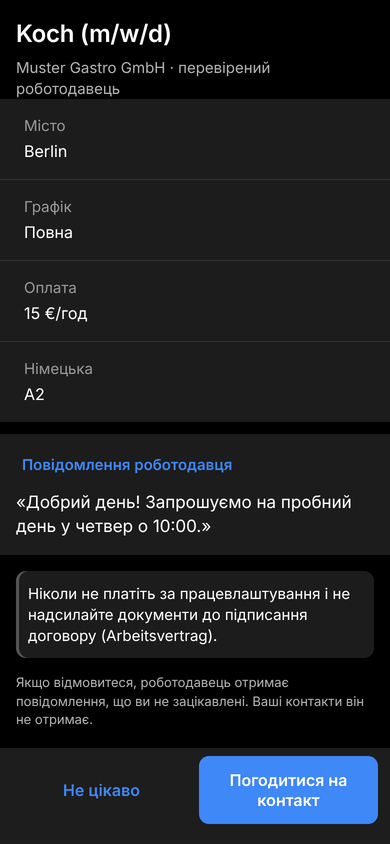 Koch (m/w/d)
Muster Gastro GmbH · перевірений
роботодавець
Місто
Berlin
Графік
Повна
Оплата
15 €/год
Німецька
A2
Повідомлення роботодавця
«Добрий день! Запрошуємо на пробний
день у четвер о 10:00.»
Ніколи не платіть за працевлаштування і не
надсилайте документи до підписання
договору (Arbeitsvertrag).
Якщо відмовитеся, роботодавець отримає
повідомлення, що ви не зацікавлені. Ваші контакти він
не отримає.
Не цікаво
Погодитися на
контакт